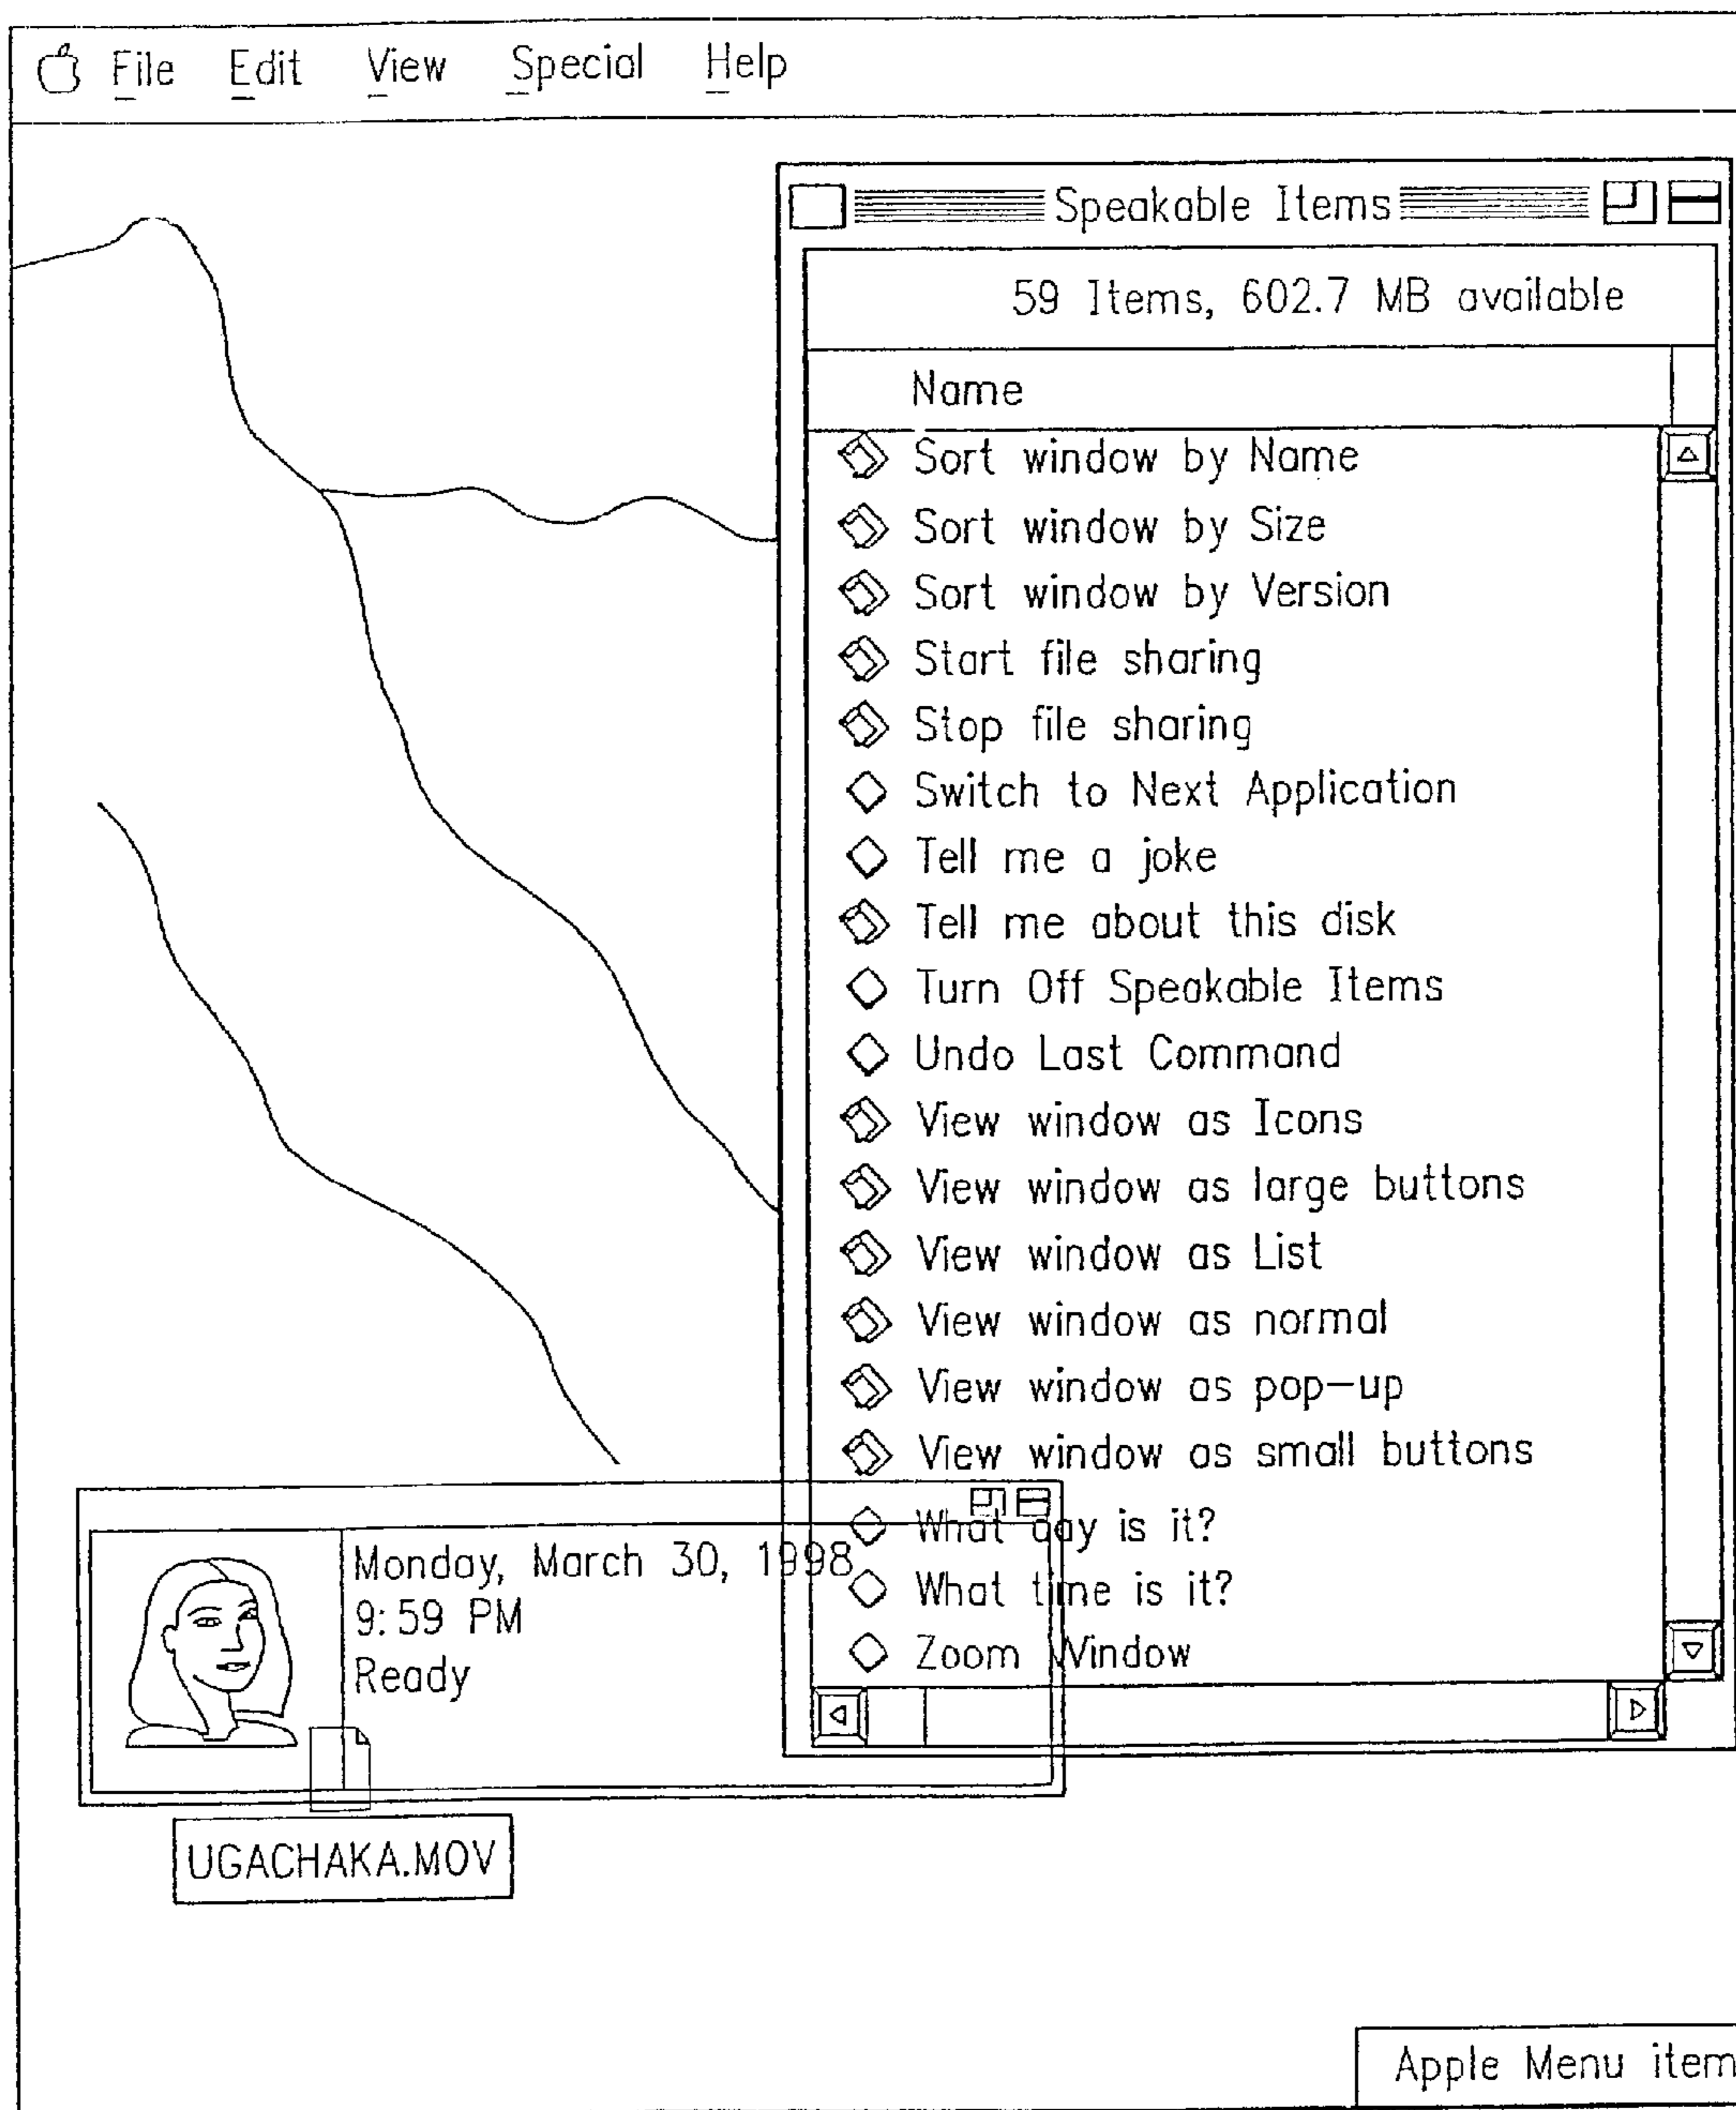 File Edit View Special Help
Speakable Items
59 Items, 602.7 MB available
Name
Sort window by Name
Sort window by Size
Sort window by Version
Start file sharing
Stop file sharing
Switch to Next Application
Tell me a joke
Tell me about this disk
Turn Off Speakable Items
Undo Last Command
View window as Icons
View window as large buttons
View window as List
View window as normal
View window as pop-up
View window as small buttons
What day is it?
What time is it?
Zoom Window
Monday, March 30, 1998
9:59 PM
Ready
UGACHAKA.MOV
Apple Menu item